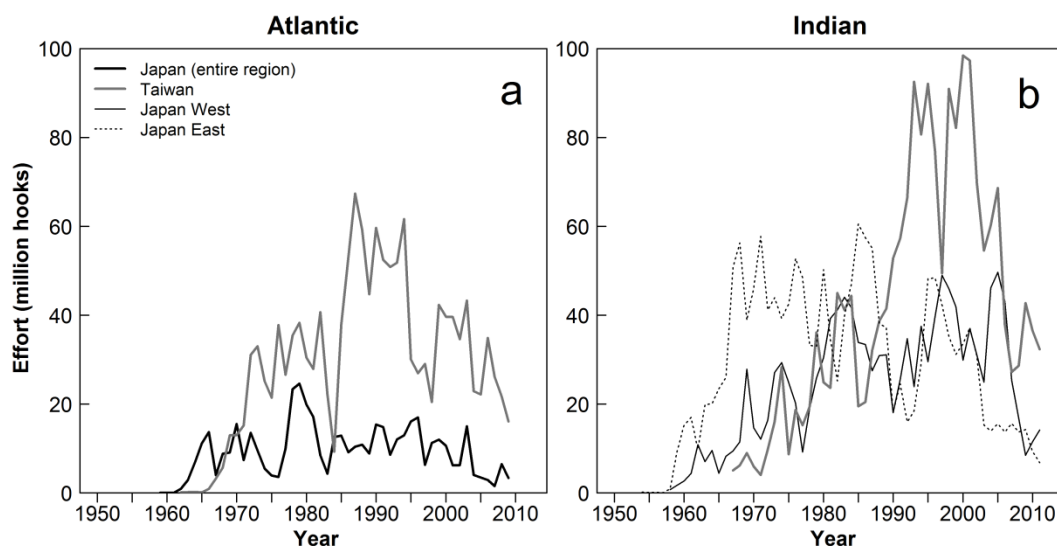 Atlantic
Indian
Effort (million hooks)
100
80
60
40
20
0
Japan (entire region)
Taiwan
Japan West
Japan East
a
1950 1960 1970 1980 1990 2000 2010
Year
100
80
60
40
20
0
b
1950 1960 1970 1980 1990 2000 2010
Year